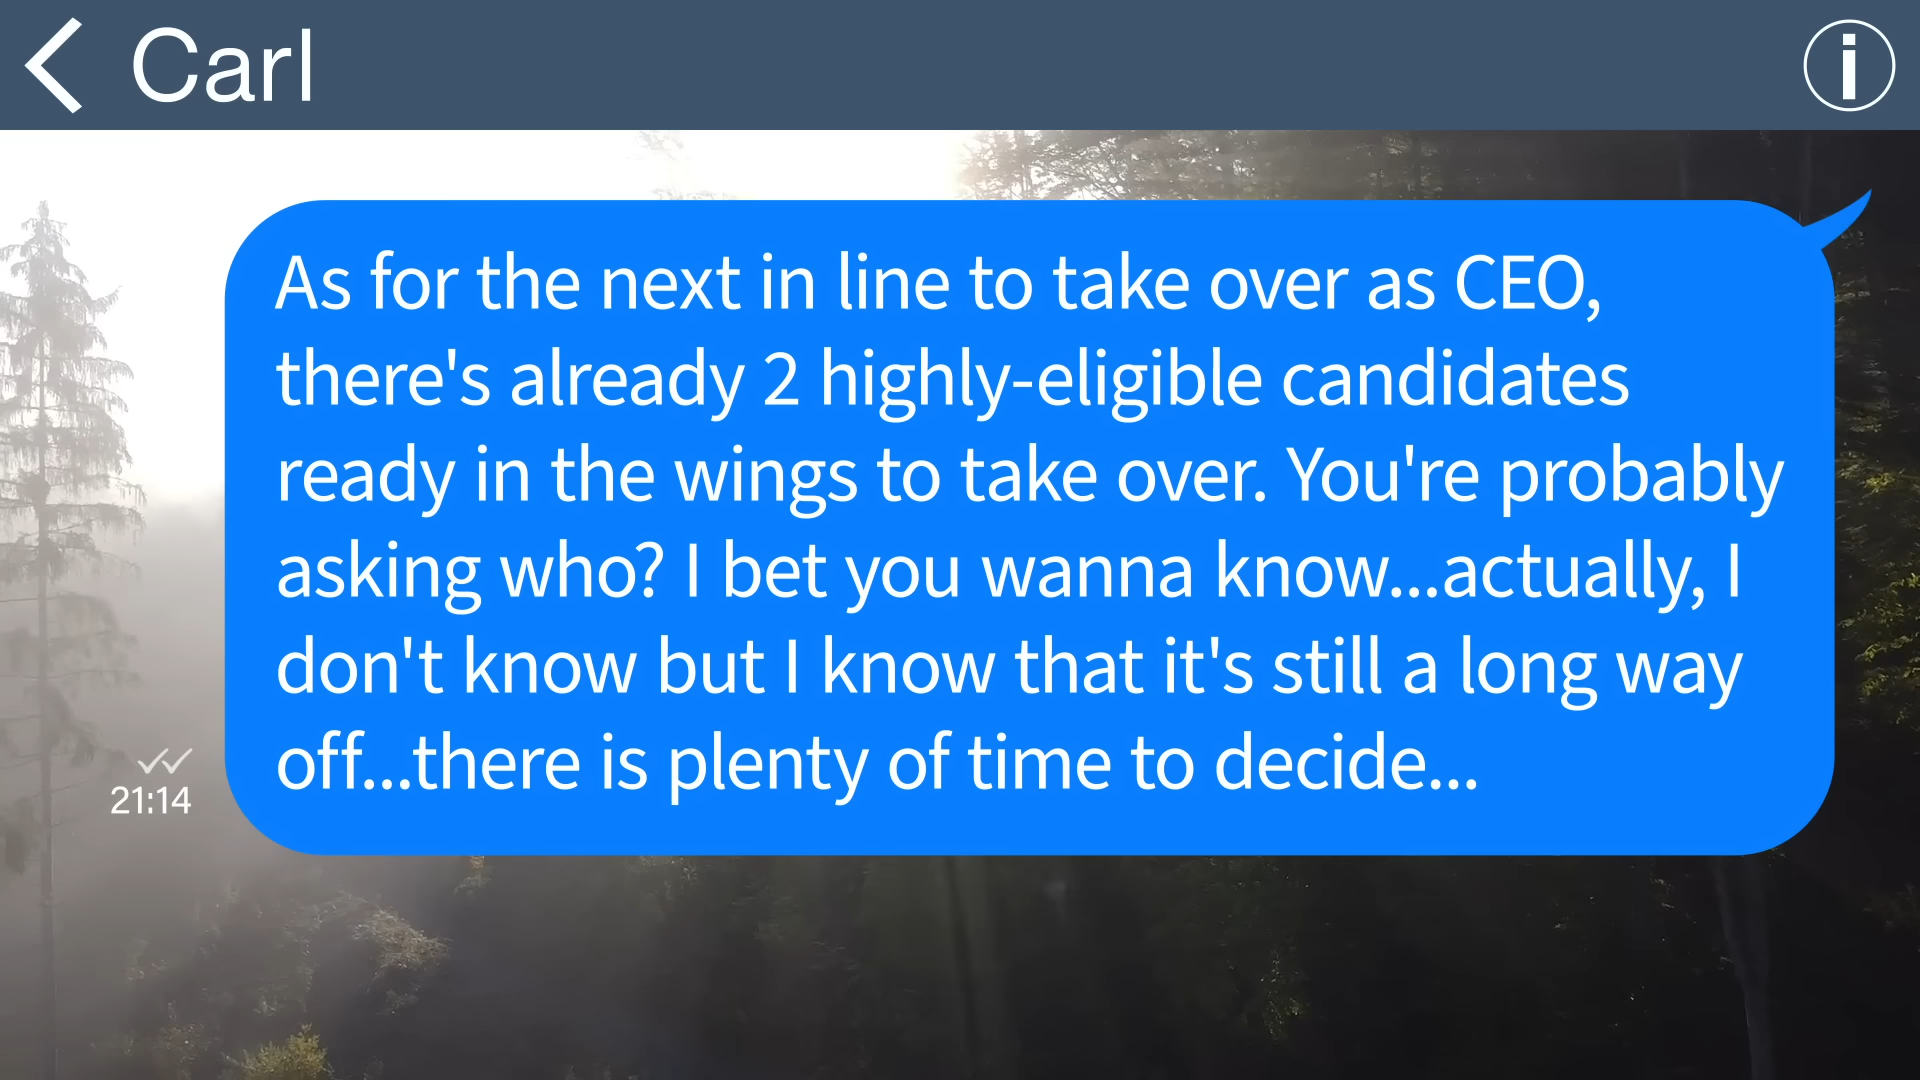 Carl
i
As for the next in line to take over as CEO,
there's already 2 highly-eligible candidates
ready in the wings to take over. You're probably
asking who? I bet you wanna know...actually, I
don't know but I know that it's still a long way
off...there is plenty of time to decide...
21:14